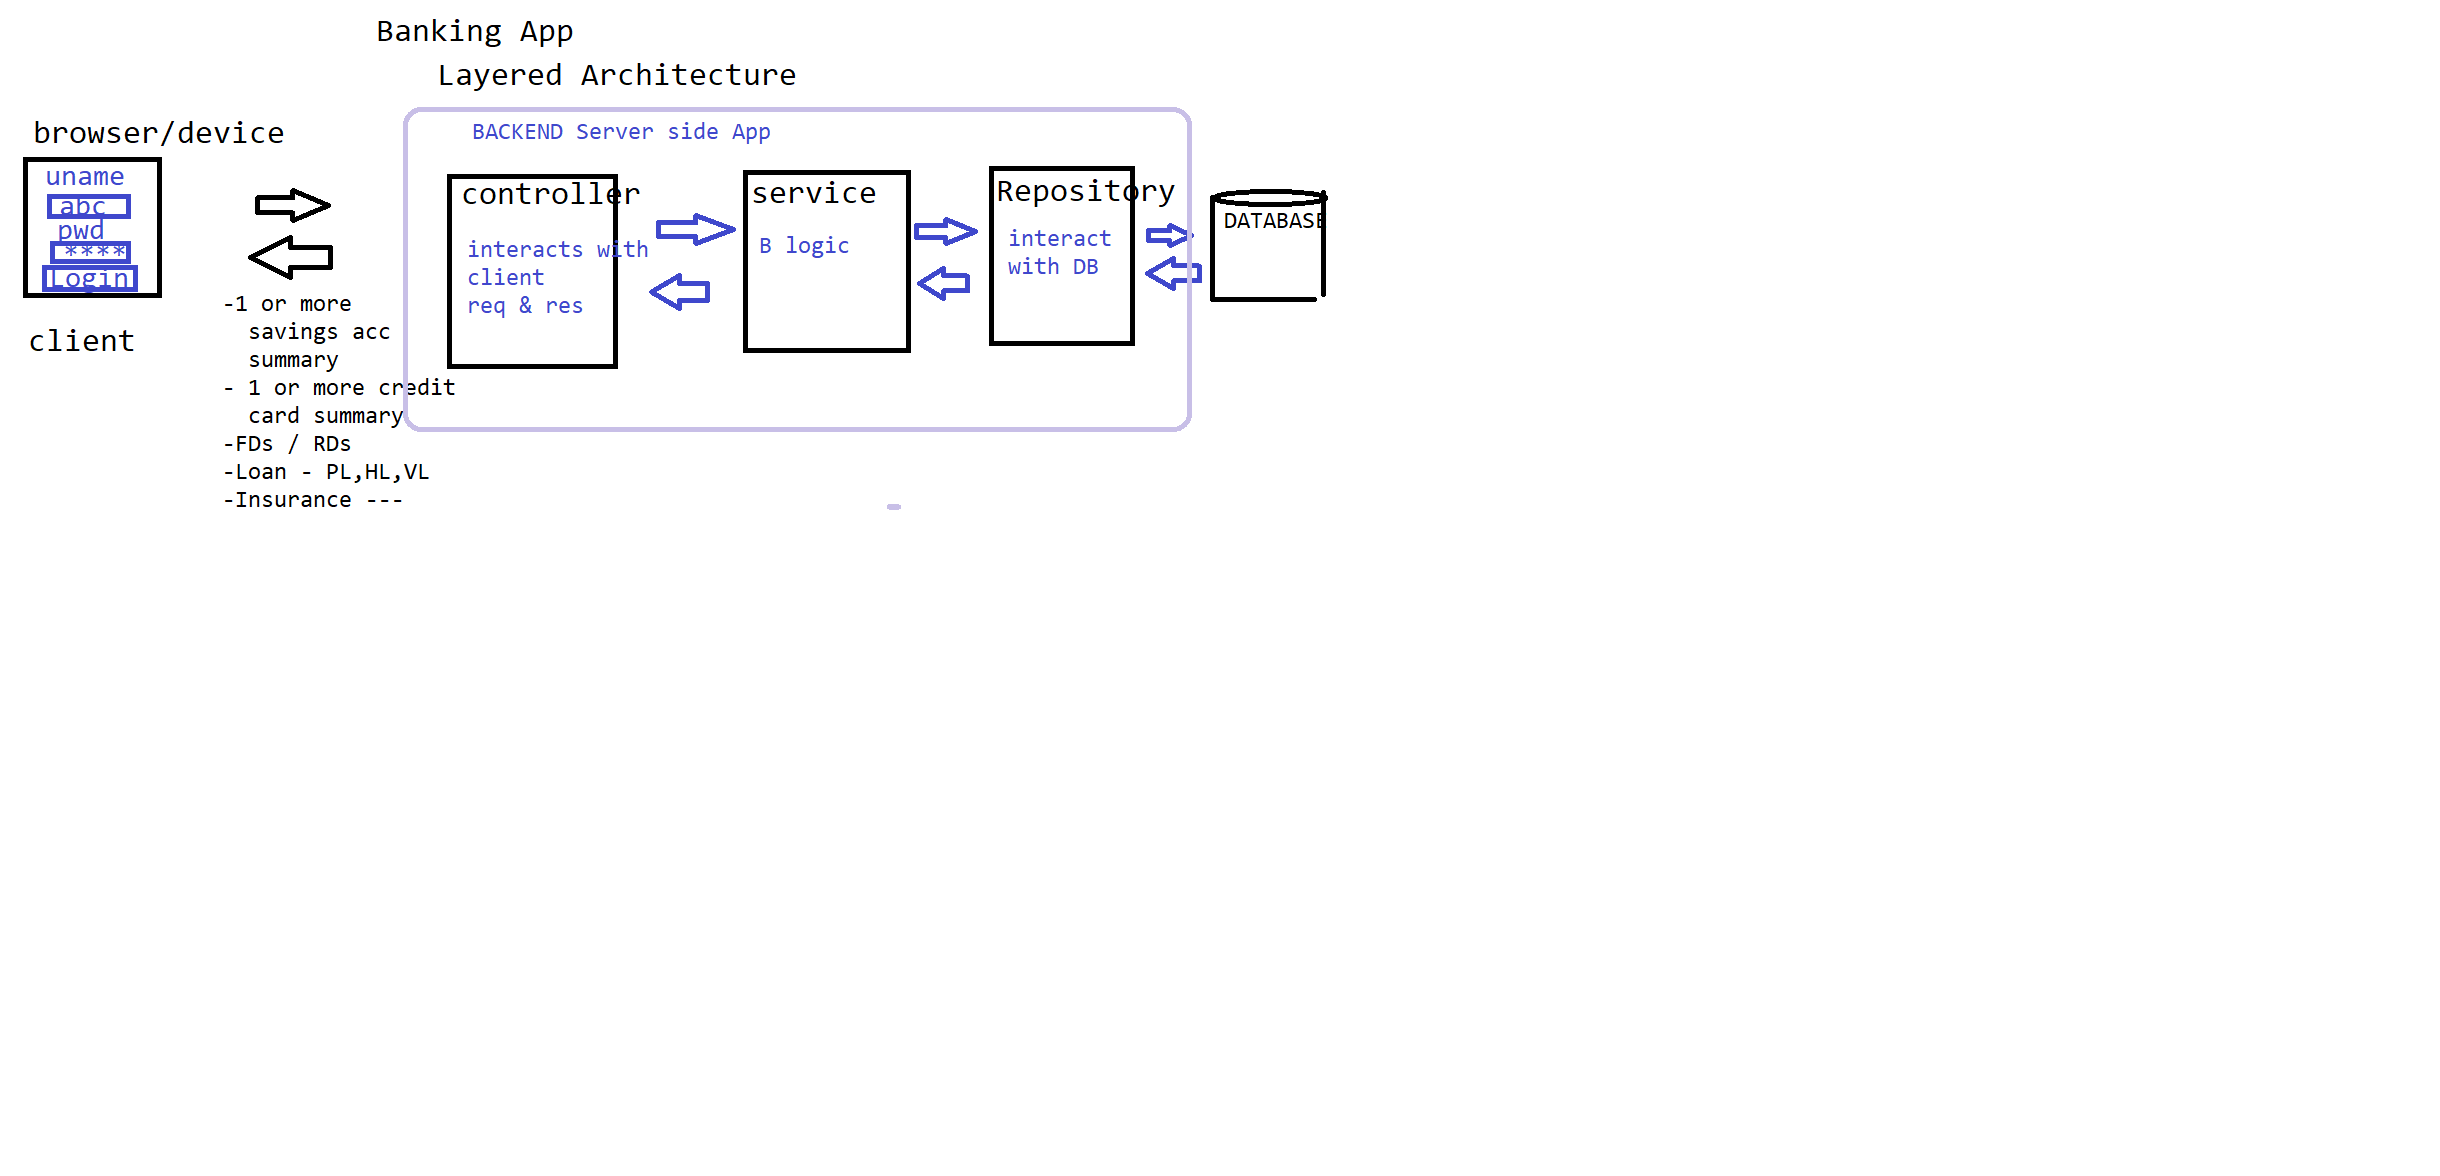 Banking App
Layered Architecture
browser/device
uname
abc
pwd
****
Login
client
-1 or more
savings acc
summary
- 1 or more credit
card summary
-FDs / RDs
-Loan - PL,HL,VL
-Insurance ---
BACKEND Server side App
controller
interacts with
client
req & res
service
B logic
Repository
interact
with DB
DATABASE